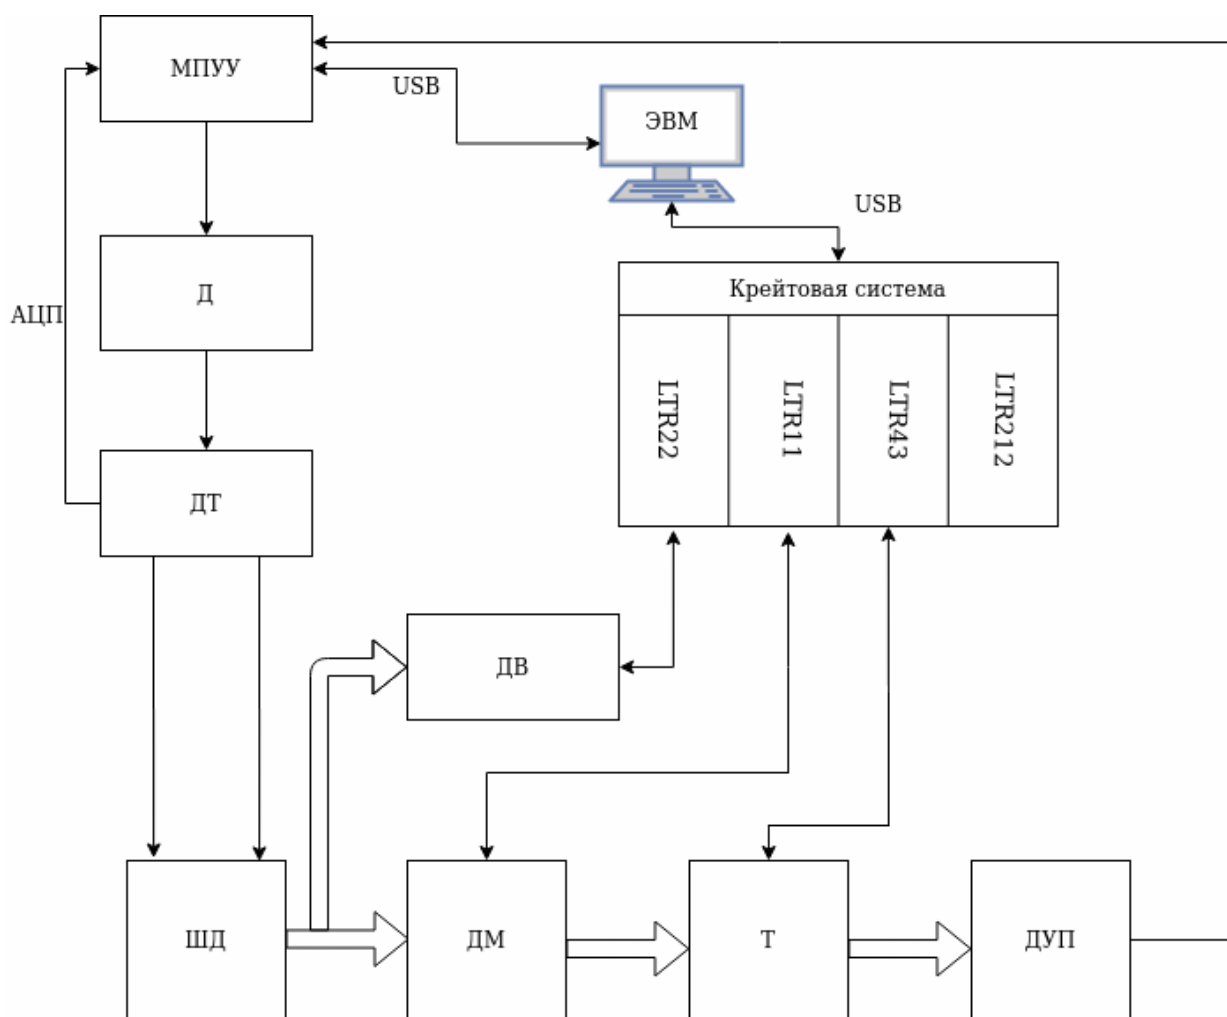 МПУУ
USB
ЭВМ
USB
Крейтовая система
Д
АЦП
LTR22
LTR11
LTR43
LTR212
ДТ
ДВ
ШД
ДМ
Т
ДУП